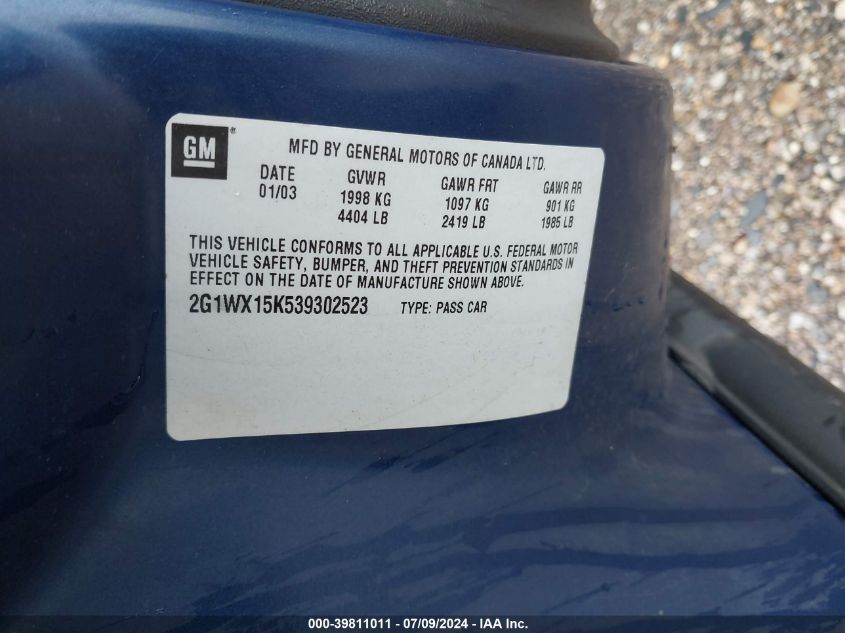 GM
MFD BY GENERAL MOTORS OF CANADA LTD.
DATE GVWR GAWR FRT GAWR RR
01/03 1998 KG 1097 KG 901 KG
4404 LB 2419 LB 1985 LB
THIS VEHICLE CONFORMS TO ALL APPLICABLE U.S. FEDERAL MOTOR
VEHICLE SAFETY, BUMPER, AND THEFT PREVENTION STANDARDS IN
EFFECT ON THE DATE OF MANUFACTURE SHOWN ABOVE.
2G1WX15K539302523 TYPE: PASS CAR
000-39811011 - 07/09/2024 - IAA Inc.